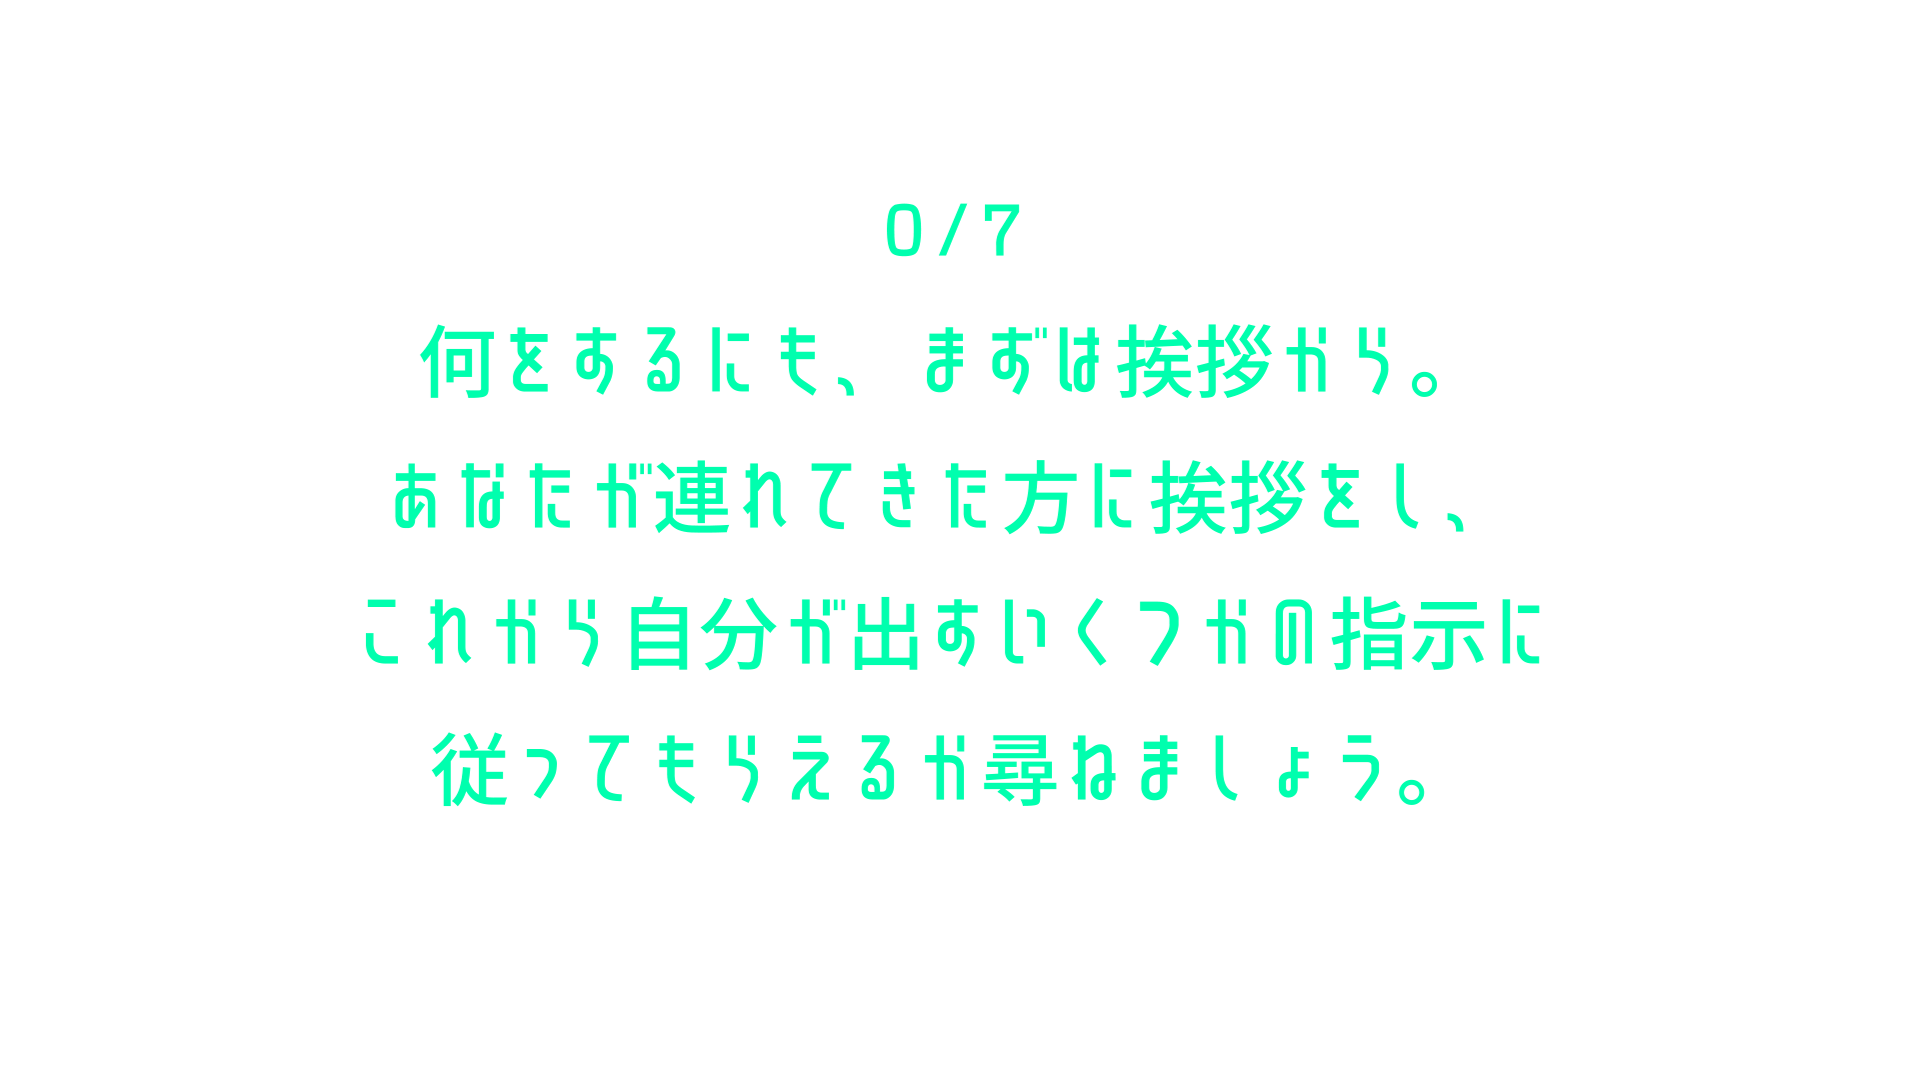 0/7
何をするにも、まずは挨拶から。
あなたが連れてきた方に挨拶をし、
これから自分が出すいくつかの指示に
従ってもらえるか尋ねましょう。